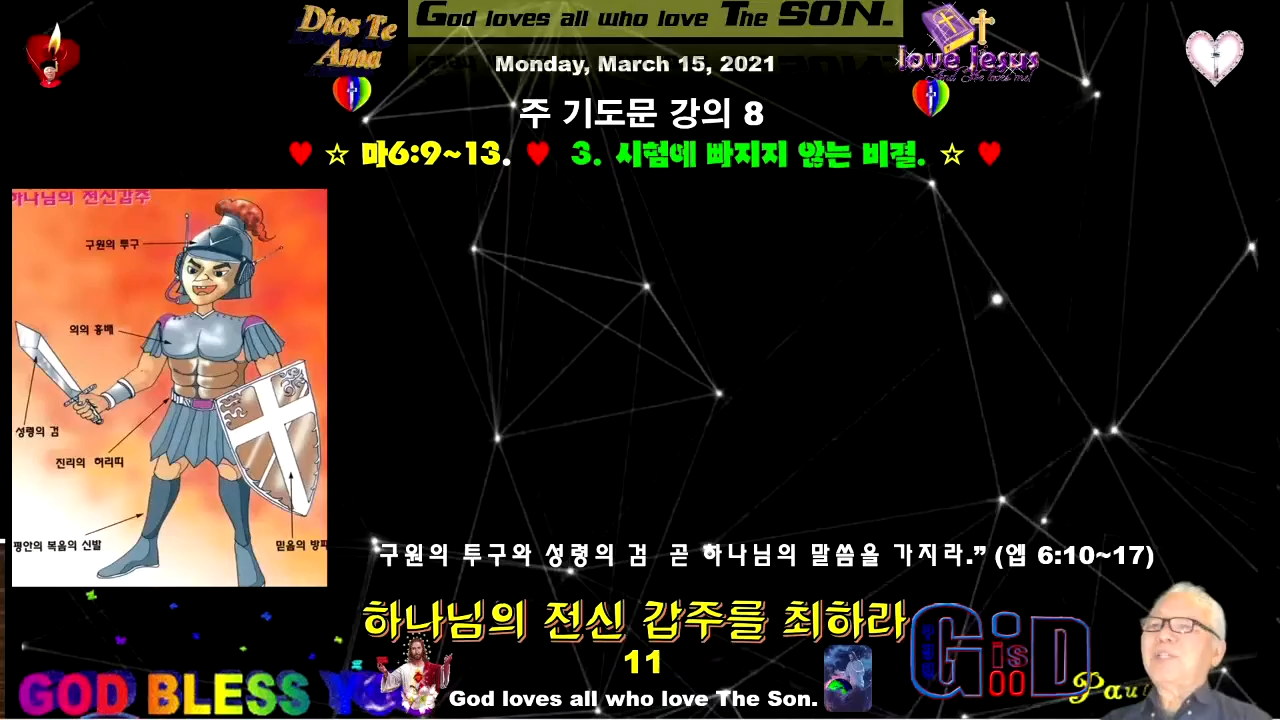 Dios Te
Ama
God loves all who love The SON.
Monday, March 15, 2021
love Jesus
And He loves me!
주 기도문 강의 8
♥ ☆ 마6:9~13. ♥ 3. 시험에 빠지지 않는 비결. ☆ ♥
하나님의 전신갑주
구원의 투구
의의 흉배
성령의 검
진리의 허리띠
평안의 복음의 신발
믿음의 방패
구원의 투구와 성령의 검 곧 하나님의 말씀을 가지라.” (엡 6:10~17)
하나님의 전신 갑주를 취하라
11
GOD BLESS
God loves all who love The Son.
GisD
Paul